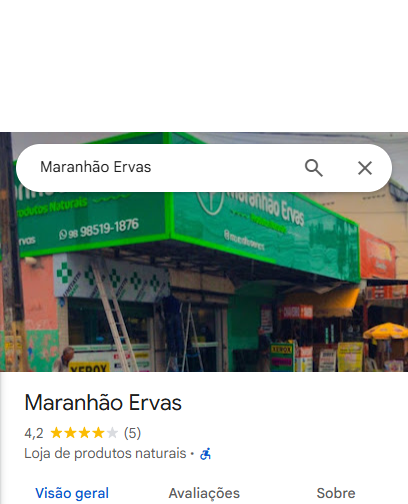 Maranhão Ervas
Produtos Naturais
98 98519-1876
Maranhão Ervas
XEROX
XEROX
Maranhão Ervas
4,2 (5)
Loja de produtos naturais ·
Visão geral Avaliações Sobre